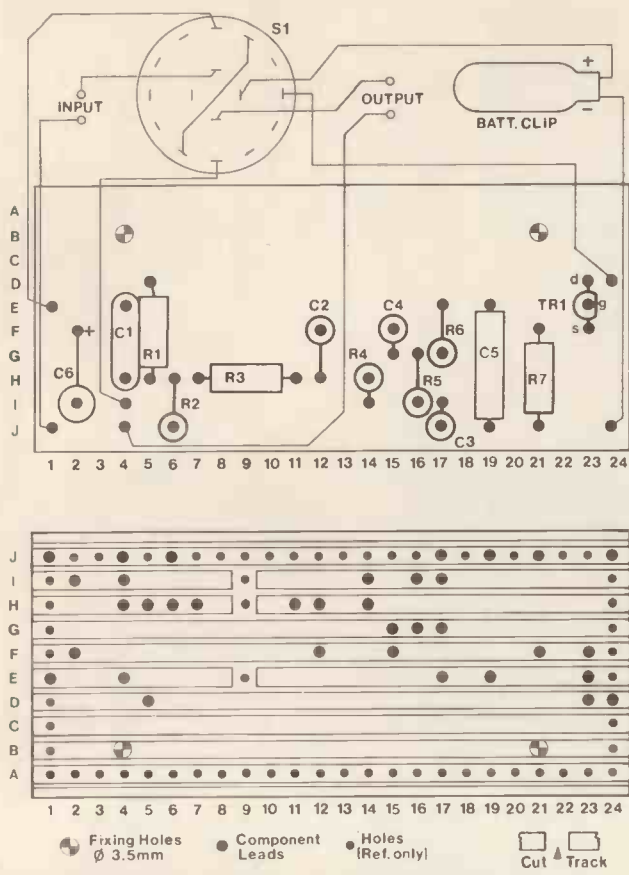 S1
+
INPUT
OUTPUT
BATT. CLIP
-
A
B
C
D
E
F
G
H
I
J
d
TR1
g
s
C2
C4
R6
+
C1
C5
R1
R4
C6
R3
R5
R7
R2
C3
1 2 3 4 5 6 7 8 9 10 11 12 13 14 15 16 17 18 19 20 21 22 23 24
J
I
H
G
F
E
D
C
B
A
1 2 3 4 5 6 7 8 9 10 11 12 13 14 15 16 17 18 19 20 21 22 23 24
Fixing Holes
Ø 3.5mm
Component
Leads
Holes
(Ref. only)
Cut Track